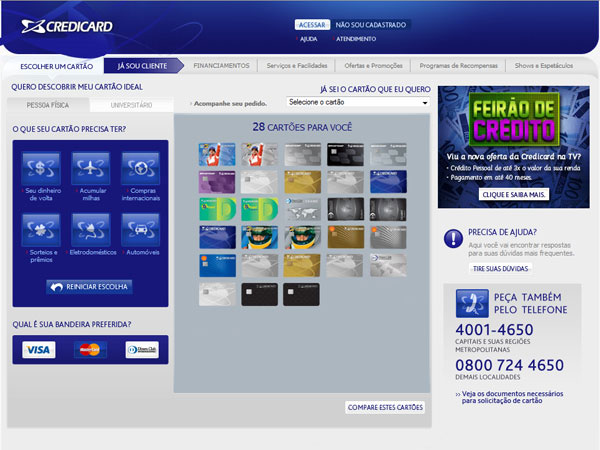 CREDICARD
ACESSAR NÃO SOU CADASTRADO
AJUDA ATENDIMENTO
ESCOLHER UM CARTÃO JÁ SOU CLIENTE FINANCIAMENTOS Serviços e Facilidades Ofertas e Promoções Programas de Recompensas Shows e Espetáculos
QUERO DESCOBRIR MEU CARTÃO IDEAL
PESSOA FÍSICA UNIVERSITÁRIO
O QUE SEU CARTÃO PRECISA TER?
Seu dinheiro de volta
Acumular milhas
Compras internacionais
Sorteios e prêmios
Eletrodomésticos
Automóveis
REINICIAR ESCOLHA
QUAL É SUA BANDEIRA PREFERIDA?
VISA MasterCard Diners Club
JÁ SEI O CARTÃO QUE EU QUERO
Acompanhe seu pedido. Selecione o cartão
28 CARTÕES PARA VOCÊ
COMPARE ESTES CARTÕES
FEIRÃO DE
CRÉDITO
Viu a nova oferta da Credicard na TV?
• Crédito Pessoal de até 3x o valor da sua renda
• Pagamento em até 40 meses.
CLIQUE E SAIBA MAIS.
PRECISA DE AJUDA?
Aqui você vai encontrar respostas
para suas dúvidas mais frequentes.
TIRE SUAS DÚVIDAS
PEÇA TAMBÉM
PELO TELEFONE
4001-4650
CAPITAIS E SUAS REGIÕES
METROPOLITANAS
0800 724 4650
DEMAIS LOCALIDADES
›› Veja os documentos necessários
para solicitação de cartão